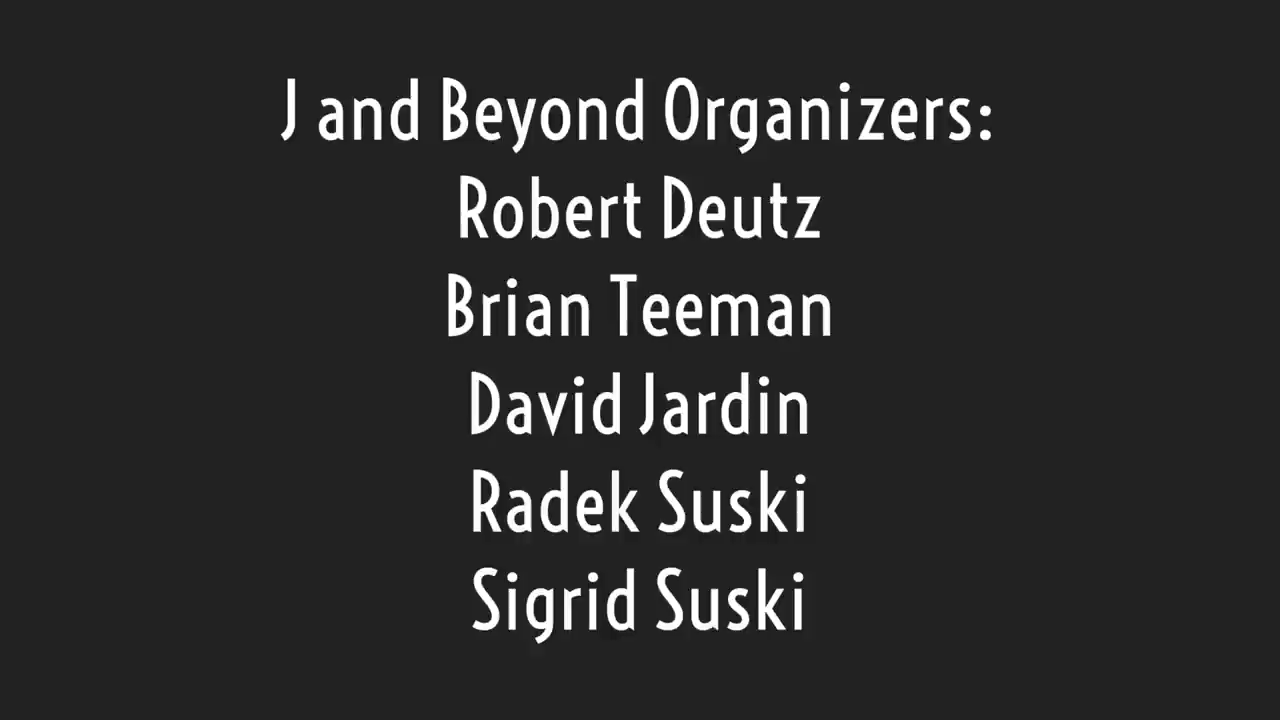 J and Beyond Organizers:
Robert Deutz
Brian Teeman
David Jardin
Radek Suski
Sigrid Suski